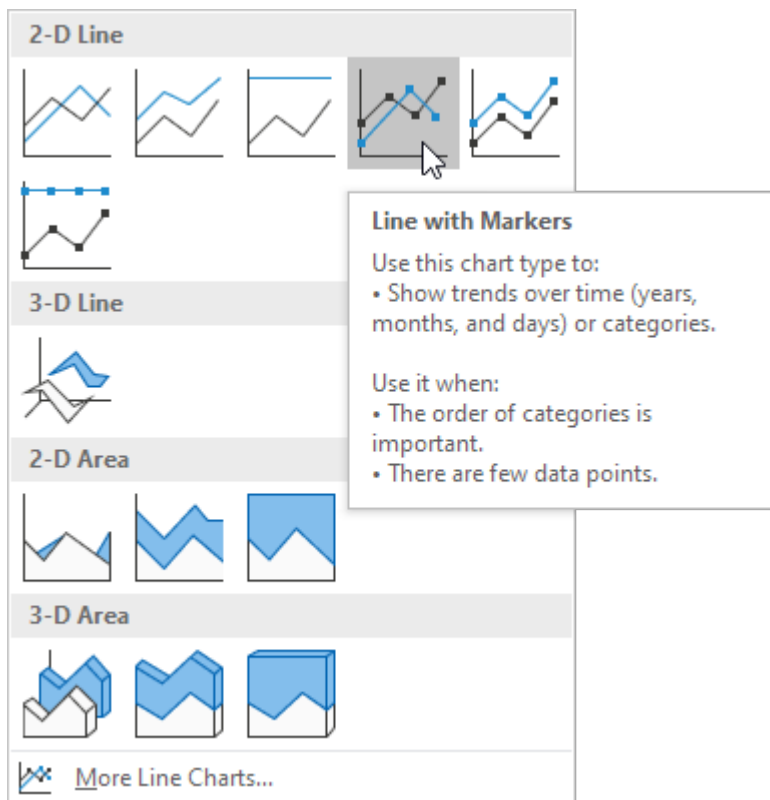 2-D Line
Line with Markers
Use this chart type to:
• Show trends over time (years,
months, and days) or categories.
Use it when:
• The order of categories is
important.
• There are few data points.
3-D Line
2-D Area
3-D Area
More Line Charts...